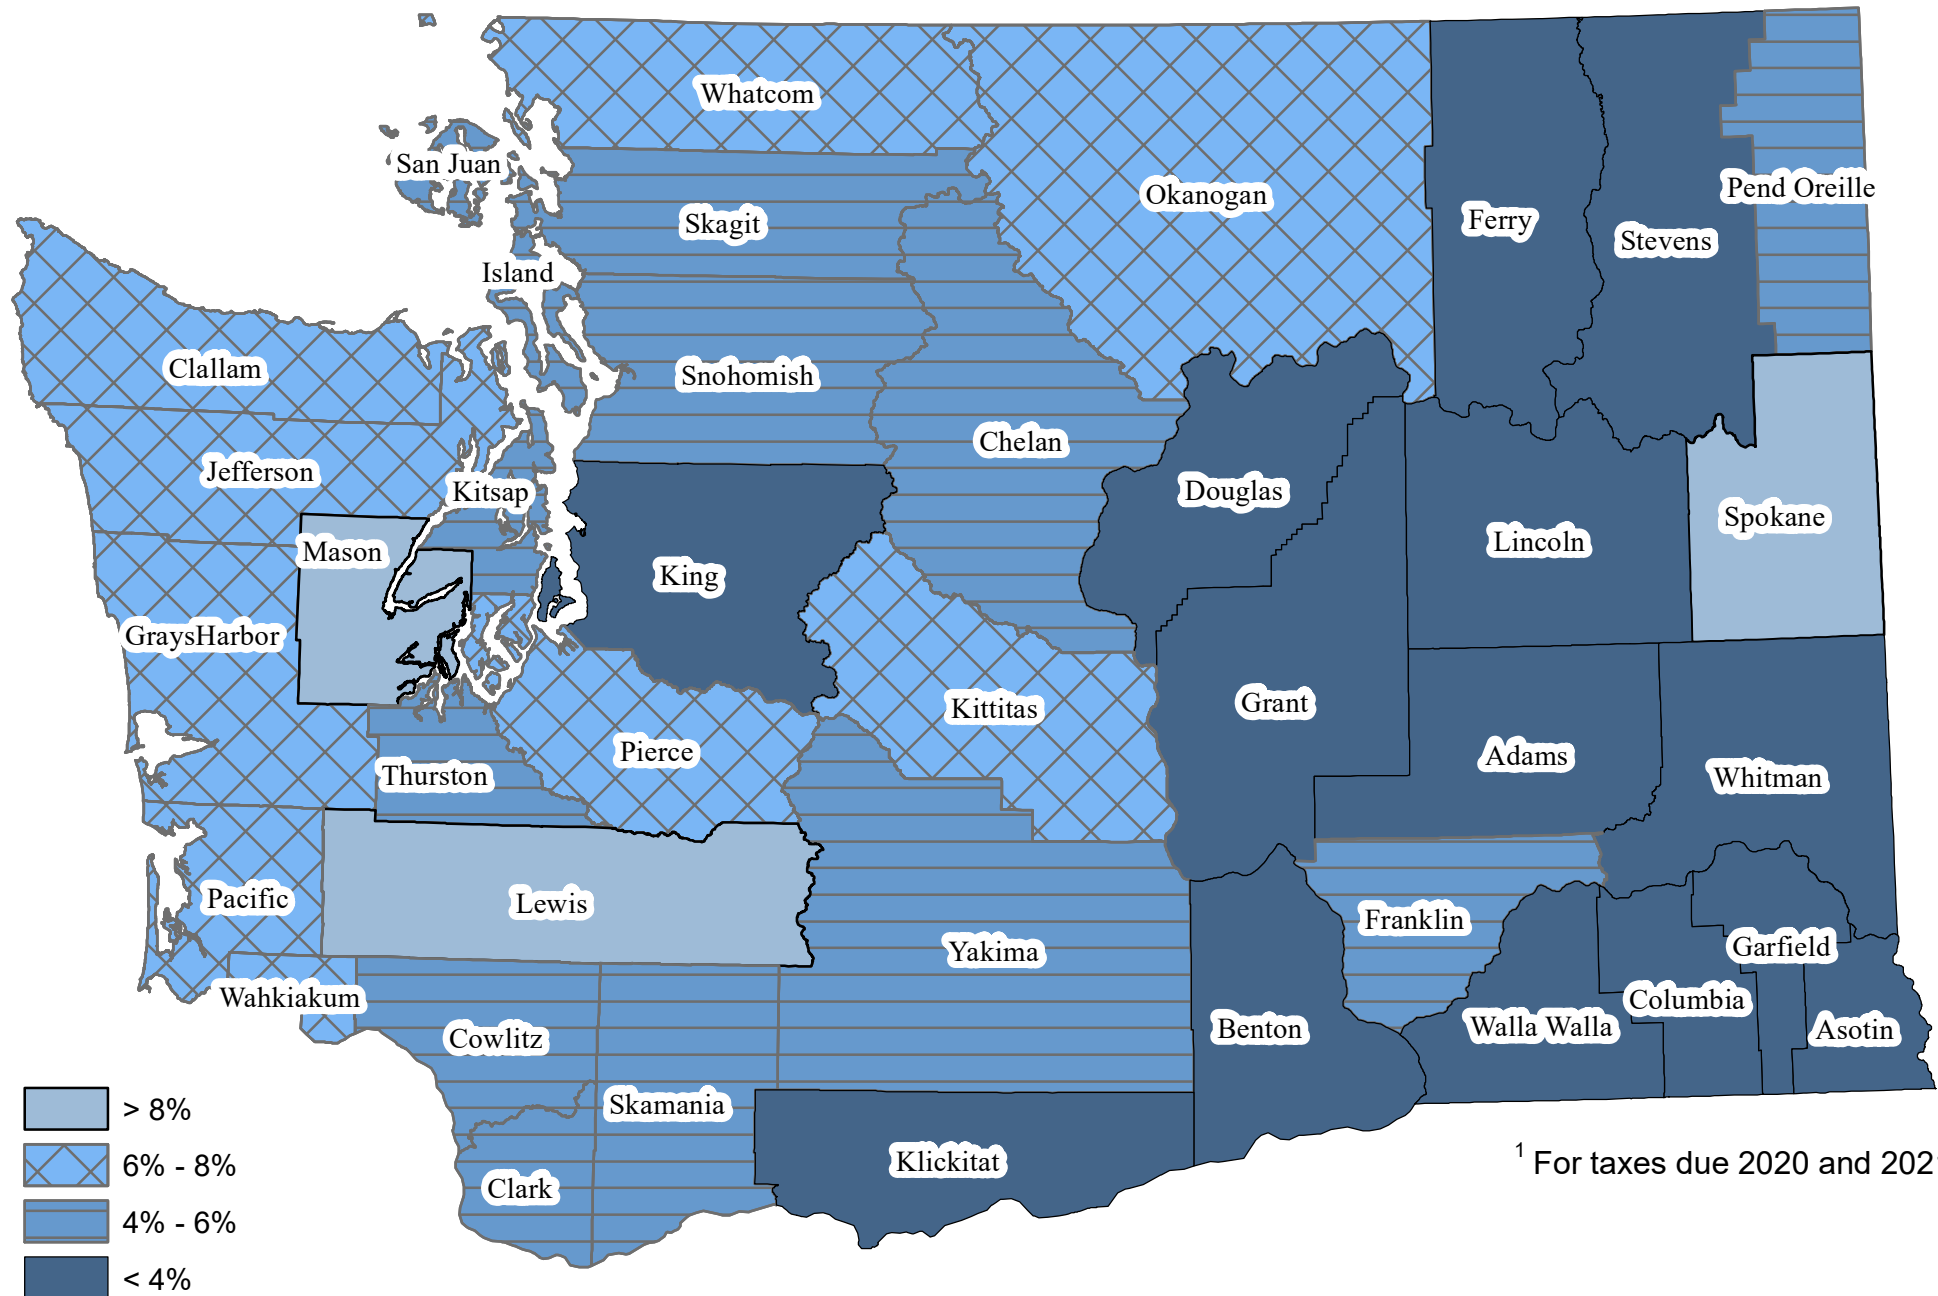 Whatcom
San Juan
Skagit
Okanogan
Pend Oreille
Ferry
Stevens
Island
Clallam
Snohomish
Chelan
Jefferson
Kitsap
Douglas
Spokane
Lincoln
Mason
King
GraysHarbor
Kittitas
Grant
Pierce
Adams
Thurston
Whitman
Pacific
Lewis
Franklin
Yakima
Garfield
Wahkiakum
Columbia
Cowlitz
Benton
Walla Walla
Asotin
Skamania
Klickitat
Clark
> 8%
6% - 8%
4% - 6%
< 4%
1 For taxes due 2020 and 202